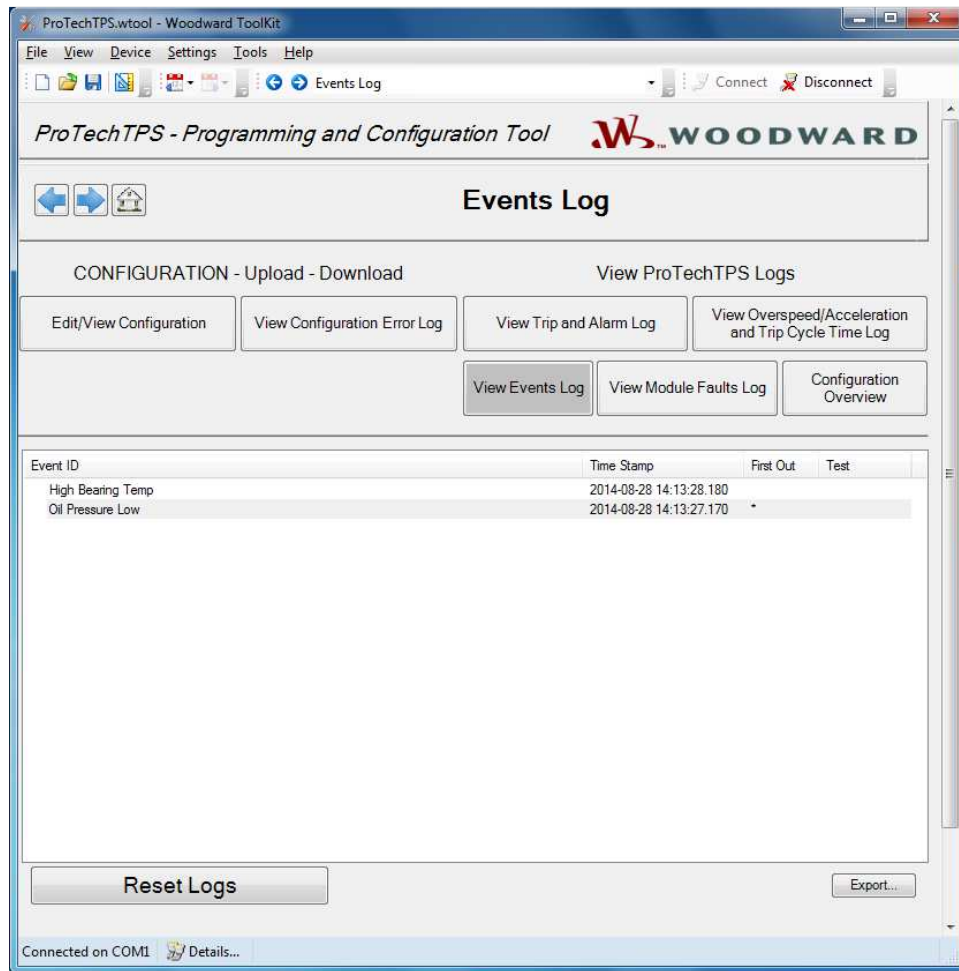 ProTechTPS.wtool - Woodward ToolKit
File View Device Settings Tools Help
Events Log Connect Disconnect
ProTechTPS - Programming and Configuration Tool WOODWARD
Events Log
CONFIGURATION - Upload - Download View ProTechTPS Logs
Edit/View Configuration View Configuration Error Log View Trip and Alarm Log View Overspeed/Acceleration
and Trip Cycle Time Log
View Events Log View Module Faults Log Configuration
Overview
Event ID Time Stamp First Out Test
High Bearing Temp 2014-08-28 14:13:28.180
Oil Pressure Low 2014-08-28 14:13:27.170 *
Reset Logs Export...
Connected on COM1 Details...